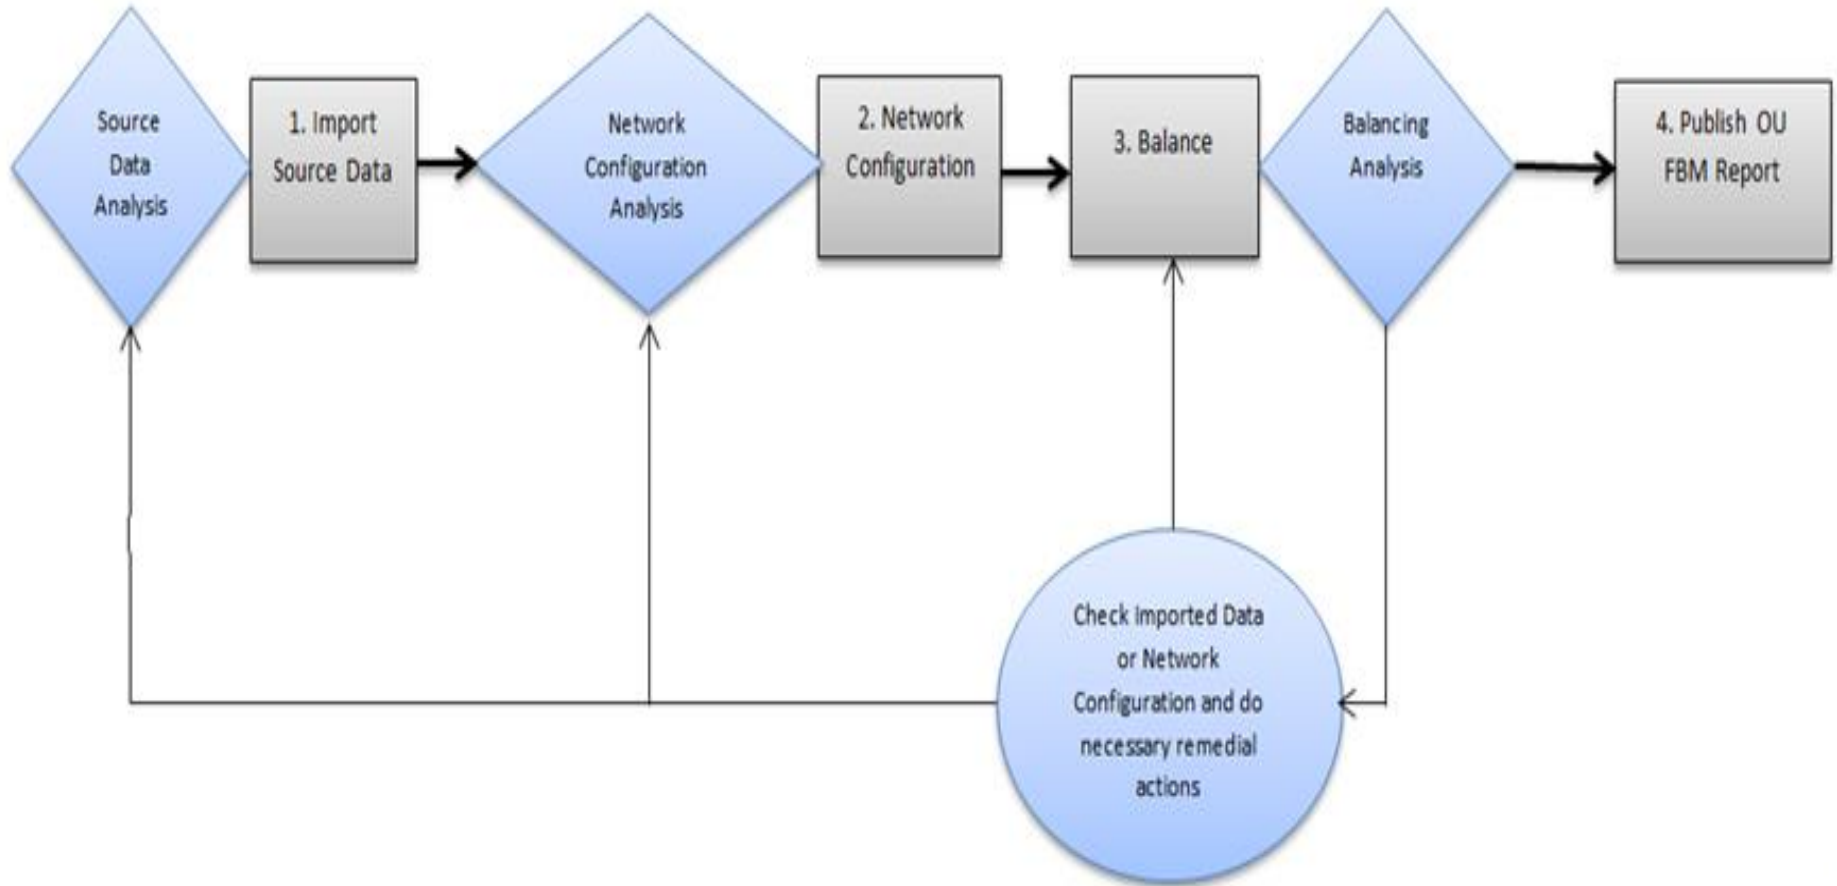 Source
Data
Analysis
1. Import
Source Data
Network
Configuration
Analysis
2. Network
Configuration
3. Balance
Balancing
Analysis
4. Publish OU
FBM Report
Check Imported Data
or Network
Configuration and do
necessary remedial
actions